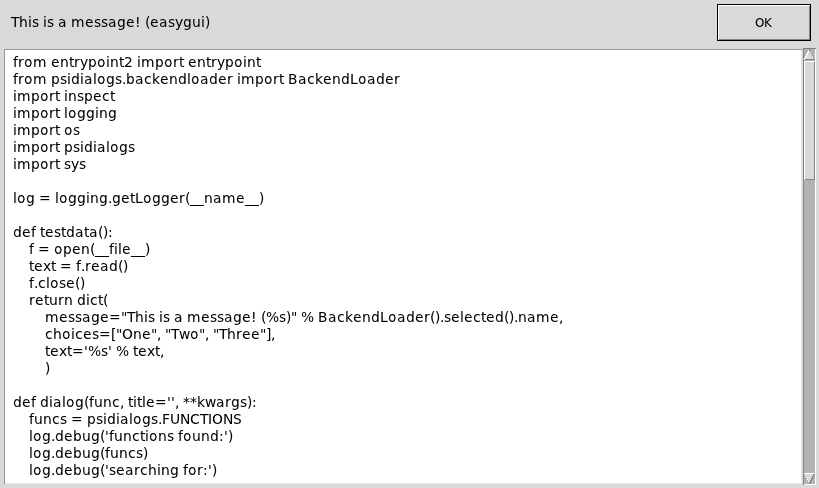 This is a message! (easygui)
OK
from entrypoint2 import entrypoint
from psidialogs.backendloader import BackendLoader
import inspect
import logging
import os
import psidialogs
import sys

log = logging.getLogger(__name__)

def testdata():
    f = open(__file__)
    text = f.read()
    f.close()
    return dict(
        message="This is a message! (%s)" % BackendLoader().selected().name,
        choices=["One", "Two", "Three"],
        text='%s' % text,
        )

def dialog(func, title='', **kwargs):
    funcs = psidialogs.FUNCTIONS
    log.debug('functions found:')
    log.debug(funcs)
    log.debug('searching for:')